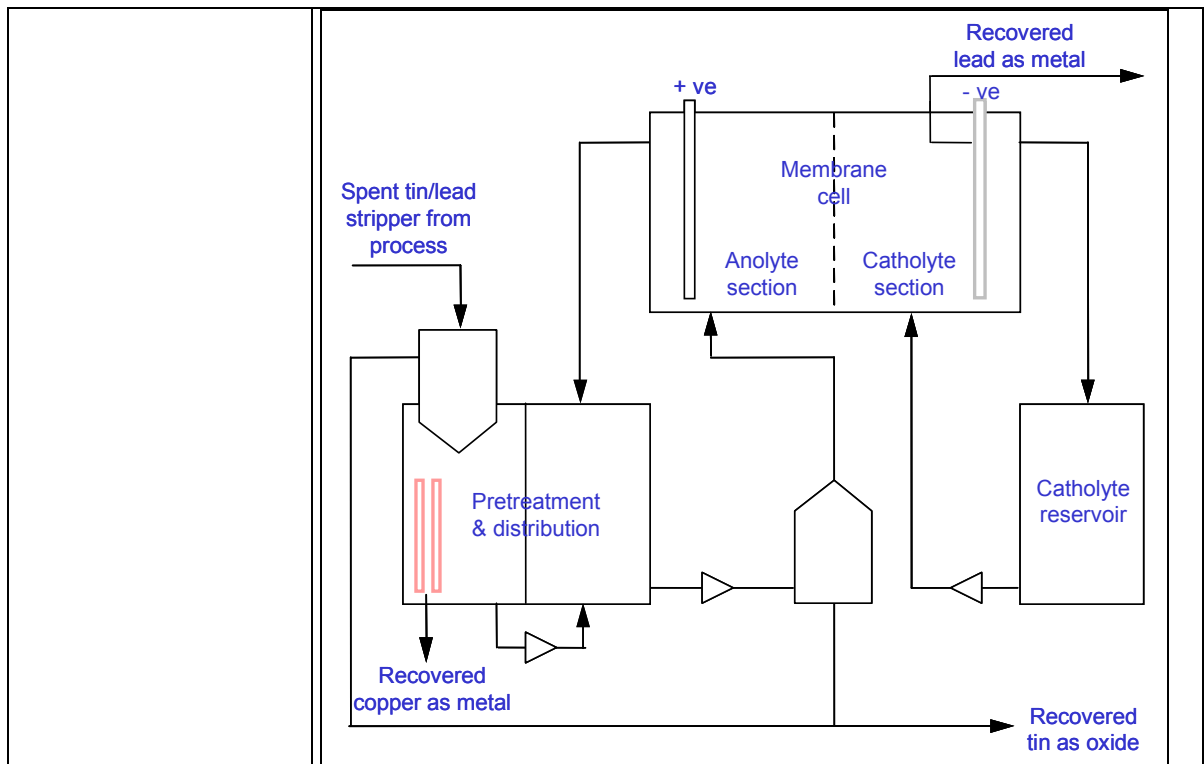 Recovered
lead as metal
+ ve
- ve
Membrane
cell
Spent tin/lead
stripper from
process
Anolyte
section
Catholyte
section
Pretreatment
& distribution
Catholyte
reservoir
Recovered
copper as metal
Recovered
tin as oxide